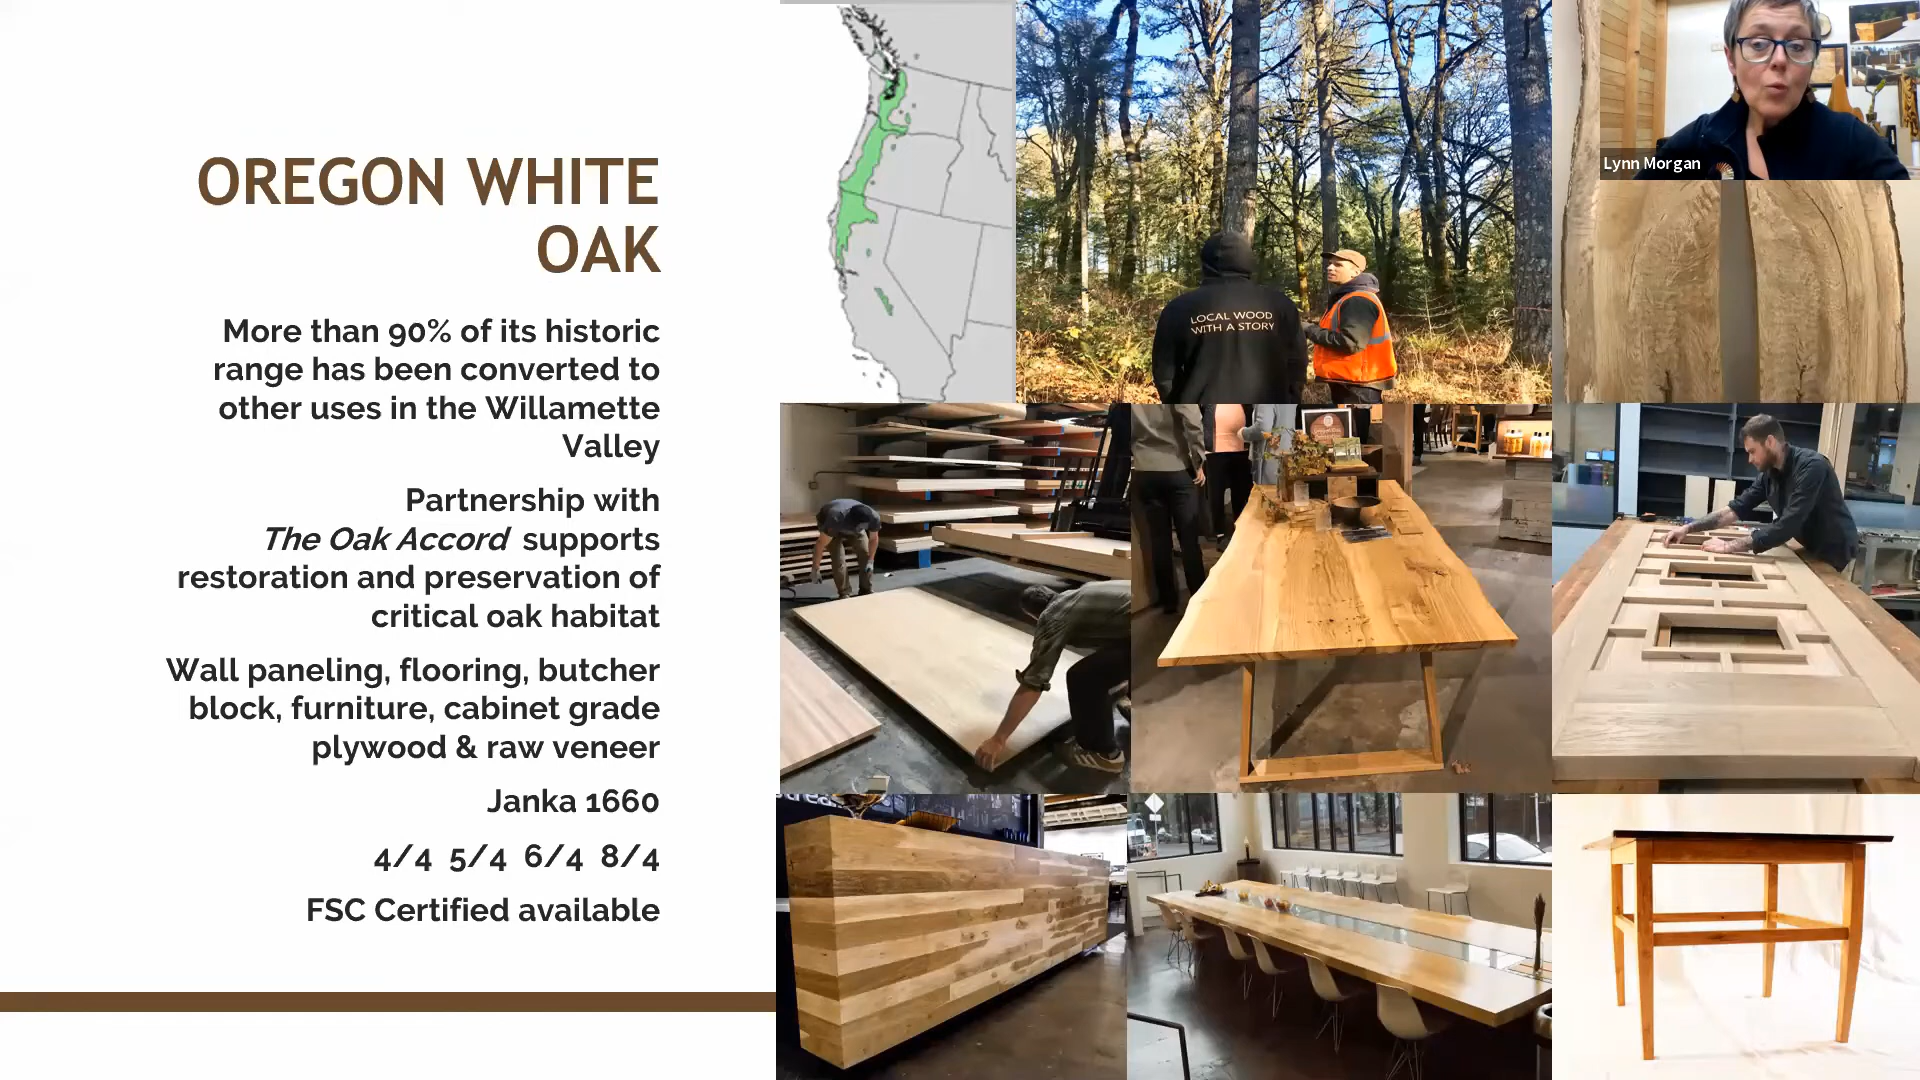 OREGON WHITE
OAK
More than 90% of its historic
range has been converted to
other uses in the Willamette
Valley
Partnership with
The Oak Accord supports
restoration and preservation of
critical oak habitat
Wall paneling, flooring, butcher
block, furniture, cabinet grade
plywood & raw veneer
Janka 1660
4/4 5/4 6/4 8/4
FSC Certified available
LOCAL WOOD
WITH A STORY
Lynn Morgan